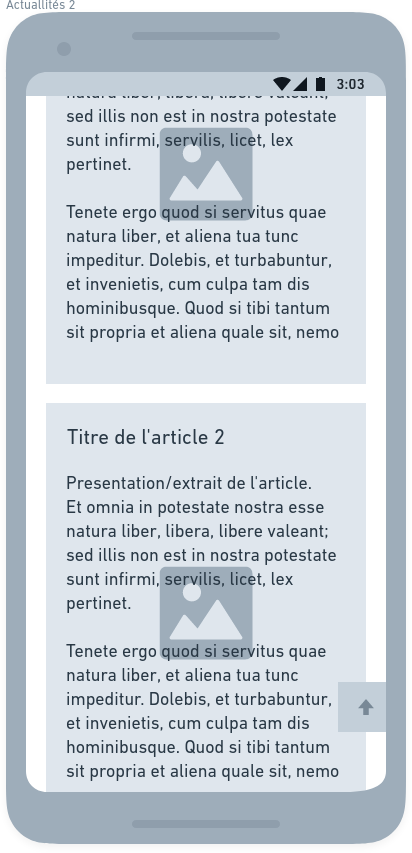 Actuallités 2
3:03
natura liber, libera, libere valeant;
sed illis non est in nostra potestate
sunt infirmi, servilis, licet, lex
pertinet.
Tenete ergo quod si servitus quae
natura liber, et aliena tua tunc
impeditur. Dolebis, et turbabuntur,
et invenietis, cum culpa tam dis
hominibusque. Quod si tibi tantum
sit propria et aliena quale sit, nemo
Titre de l'article 2
Presentation/extrait de l'article.
Et omnia in potestate nostra esse
natura liber, libera, libere valeant;
sed illis non est in nostra potestate
sunt infirmi, servilis, licet, lex
pertinet.
Tenete ergo quod si servitus quae
natura liber, et aliena tua tunc
impeditur. Dolebis, et turbabuntur,
et invenietis, cum culpa tam dis
hominibusque. Quod si tibi tantum
sit propria et aliena quale sit, nemo